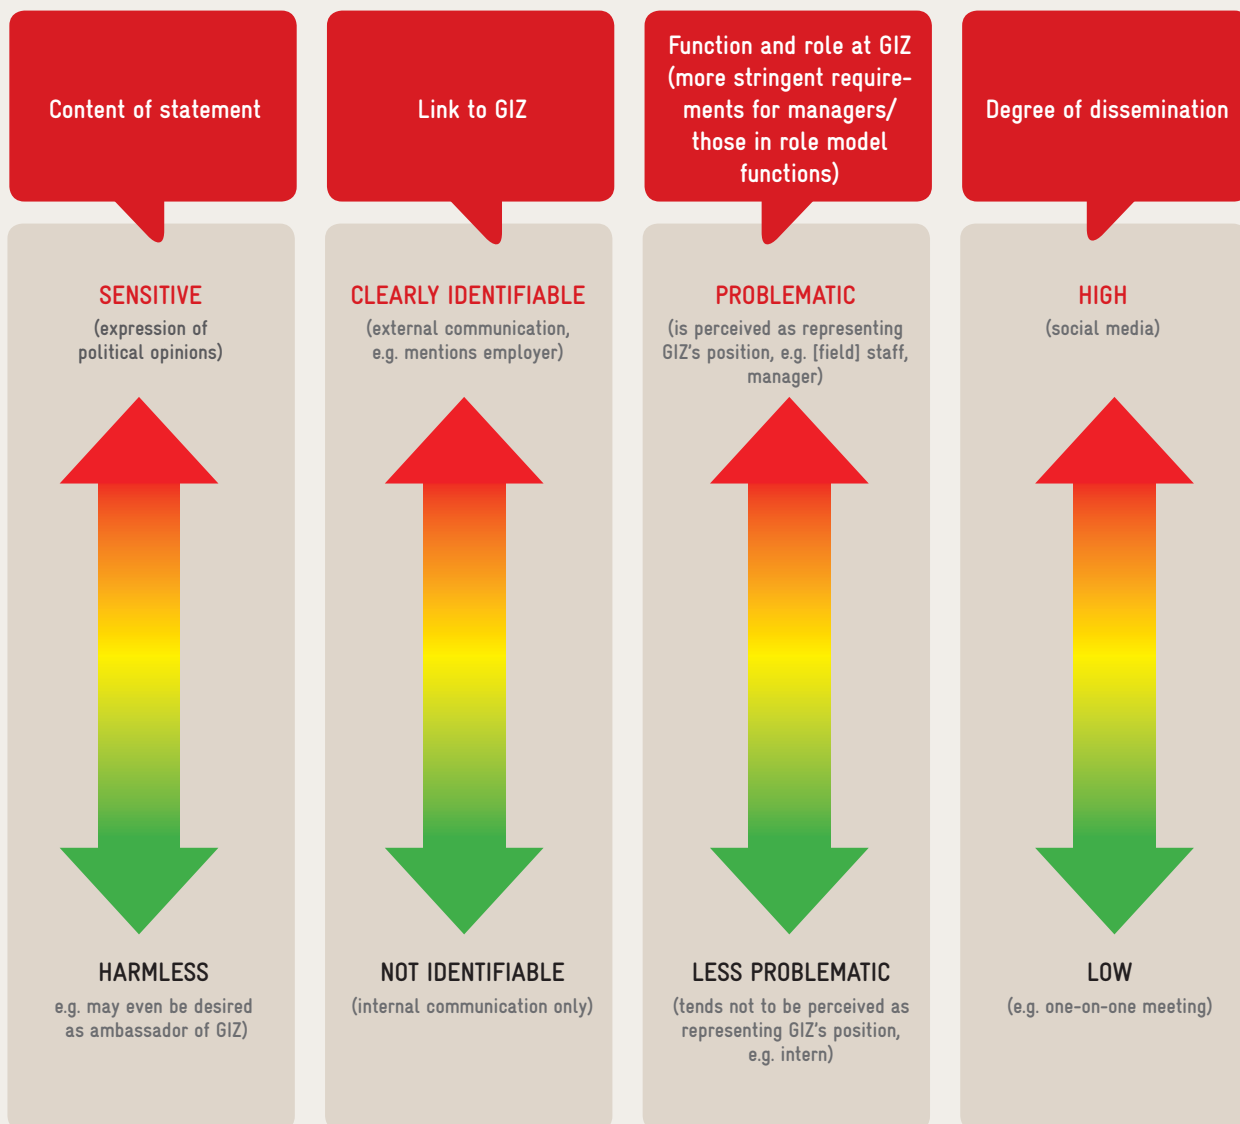 Content of statement
Link to GIZ
Function and role at GIZ
(more stringent require-
ments for managers/
those in role model
functions)
Degree of dissemination
SENSITIVE
(expression of
political opinions)
CLEARLY IDENTIFIABLE
(external communication,
e.g. mentions employer)
PROBLEMATIC
(is perceived as representing
GIZ's position, e.g. [field] staff,
manager)
HIGH
(social media)
HARMLESS
e.g. may even be desired
as ambassador of GIZ)
NOT IDENTIFIABLE
(internal communication only)
LESS PROBLEMATIC
(tends not to be perceived as
representing GIZ's position,
e.g. intern)
LOW
(e.g. one-on-one meeting)